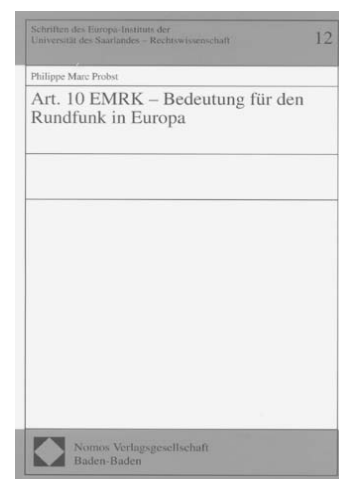 Schriften des Europa-Instituts der
Universität des Saarlandes – Rechtswissenschaft
12
Philippe Marc Probst
Art. 10 EMRK – Bedeutung für den
Rundfunk in Europa
Nomos Verlagsgesellschaft
Baden-Baden